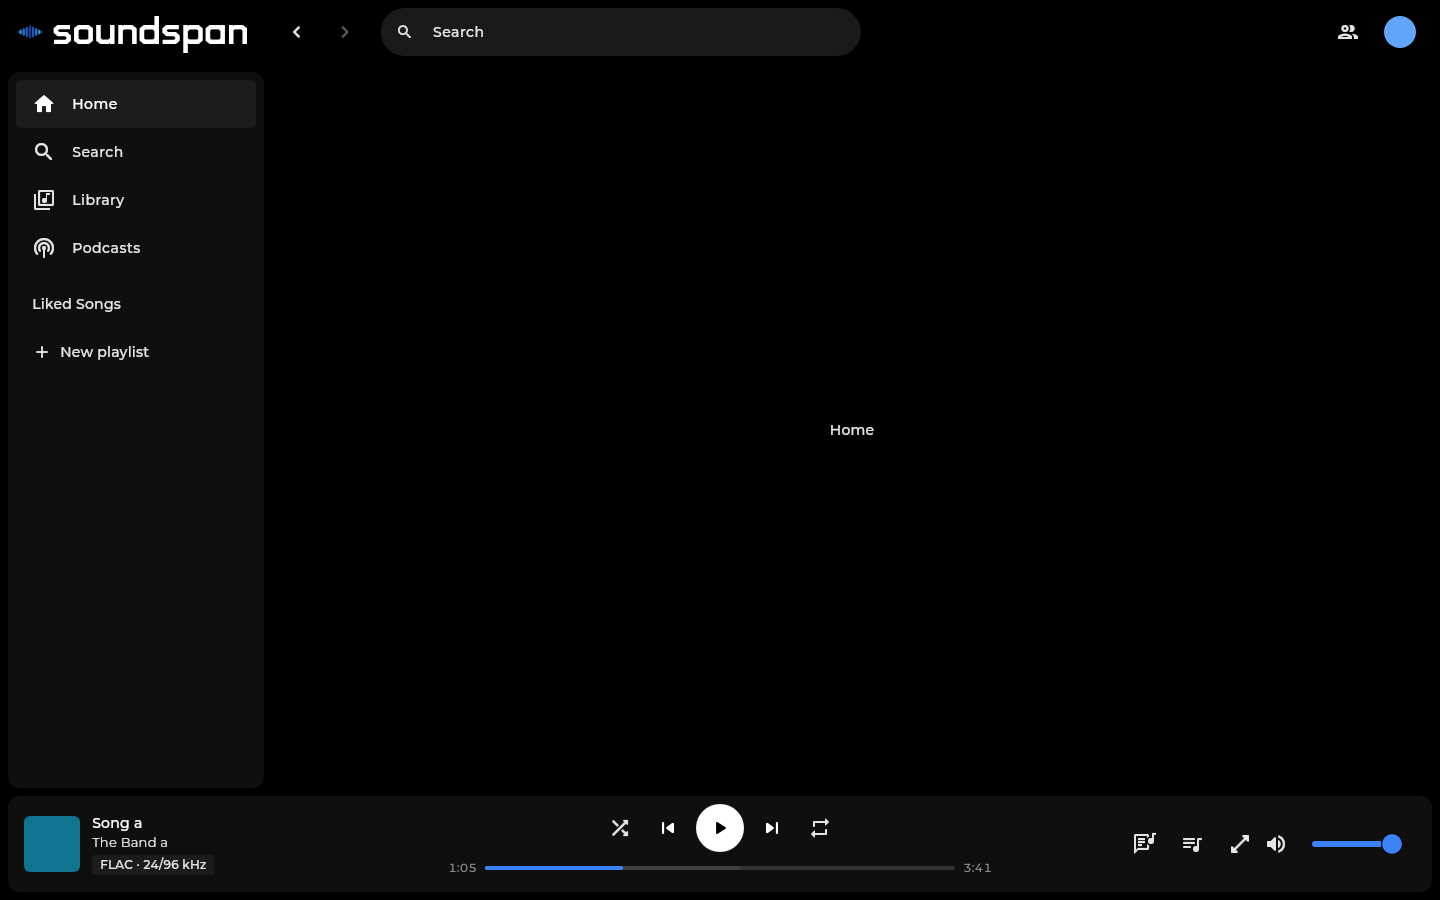 soundspan
Search
Home
Search
Library
Podcasts
Liked Songs
New playlist
Home
Song a
The Band a
FLAC · 24/96 kHz
1:05
3:41